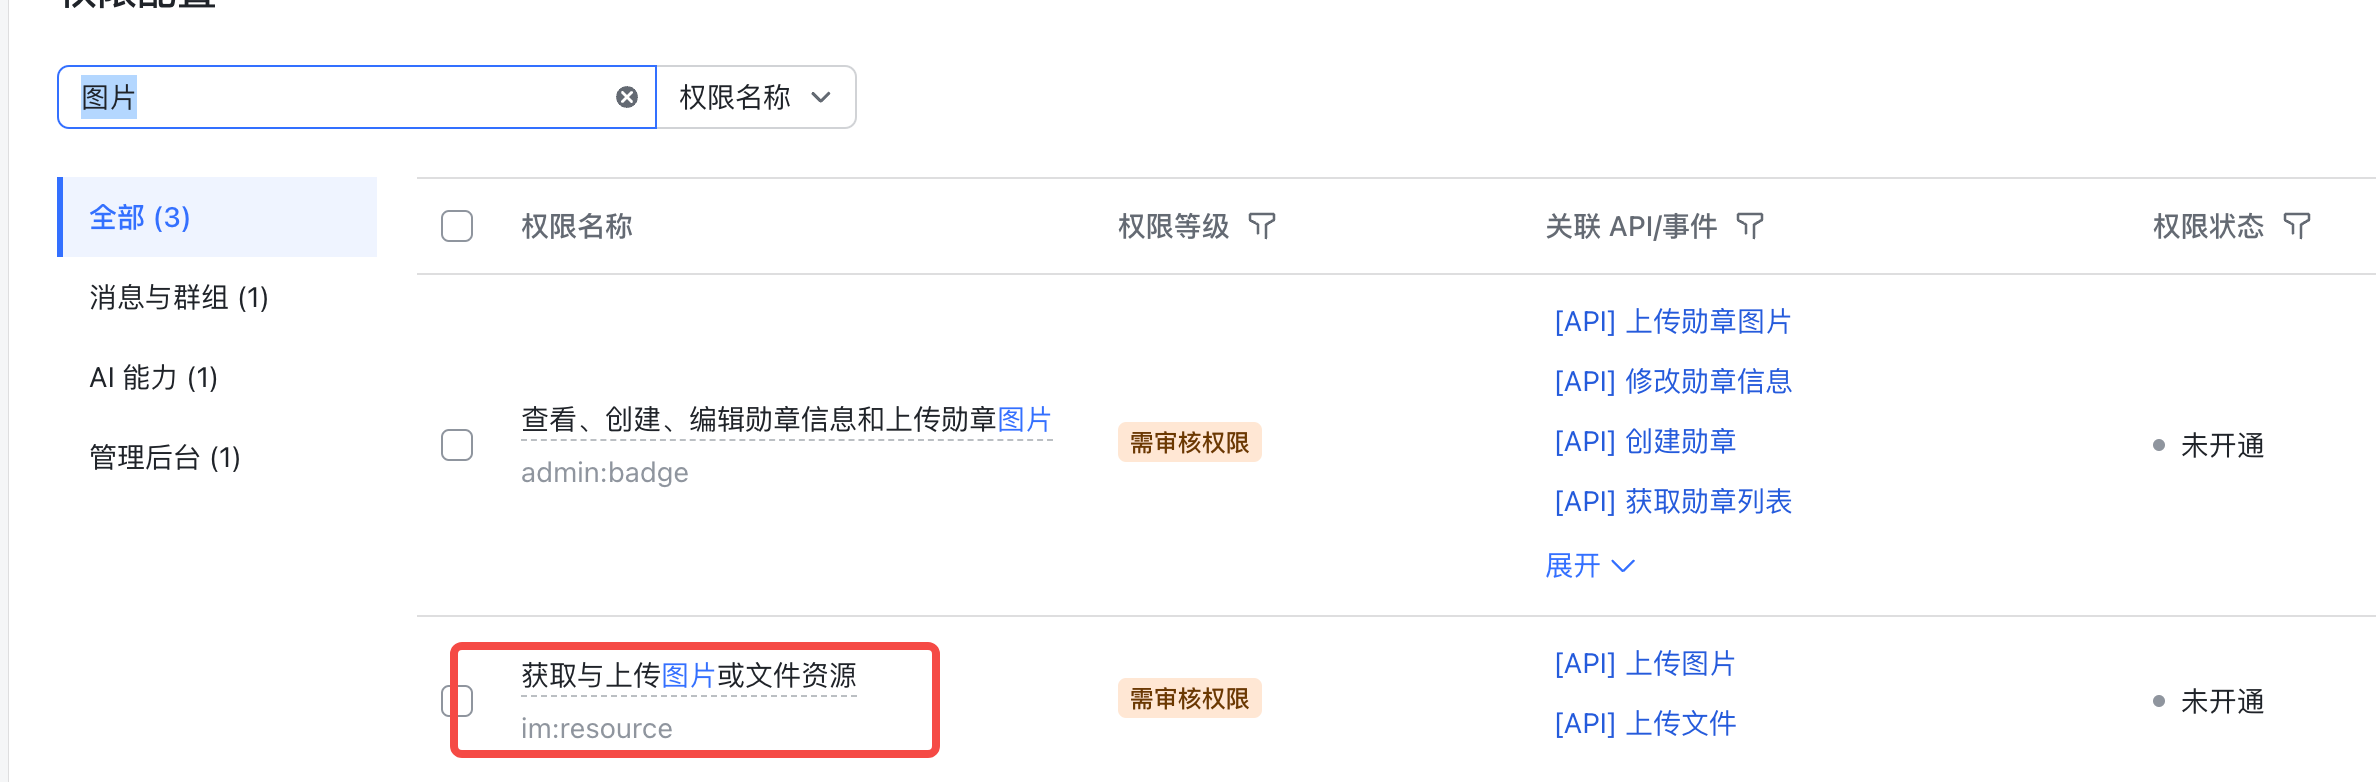 权限配置
图片
权限名称
全部 (3)
消息与群组 (1)
AI 能力 (1)
管理后台 (1)
权限名称 权限等级 关联 API/事件 权限状态
查看、创建、编辑勋章信息和上传勋章图片
admin:badge
需审核权限
[API] 上传勋章图片
[API] 修改勋章信息
[API] 创建勋章
[API] 获取勋章列表
展开
未开通
获取与上传图片或文件资源
im:resource
需审核权限
[API] 上传图片
[API] 上传文件
未开通